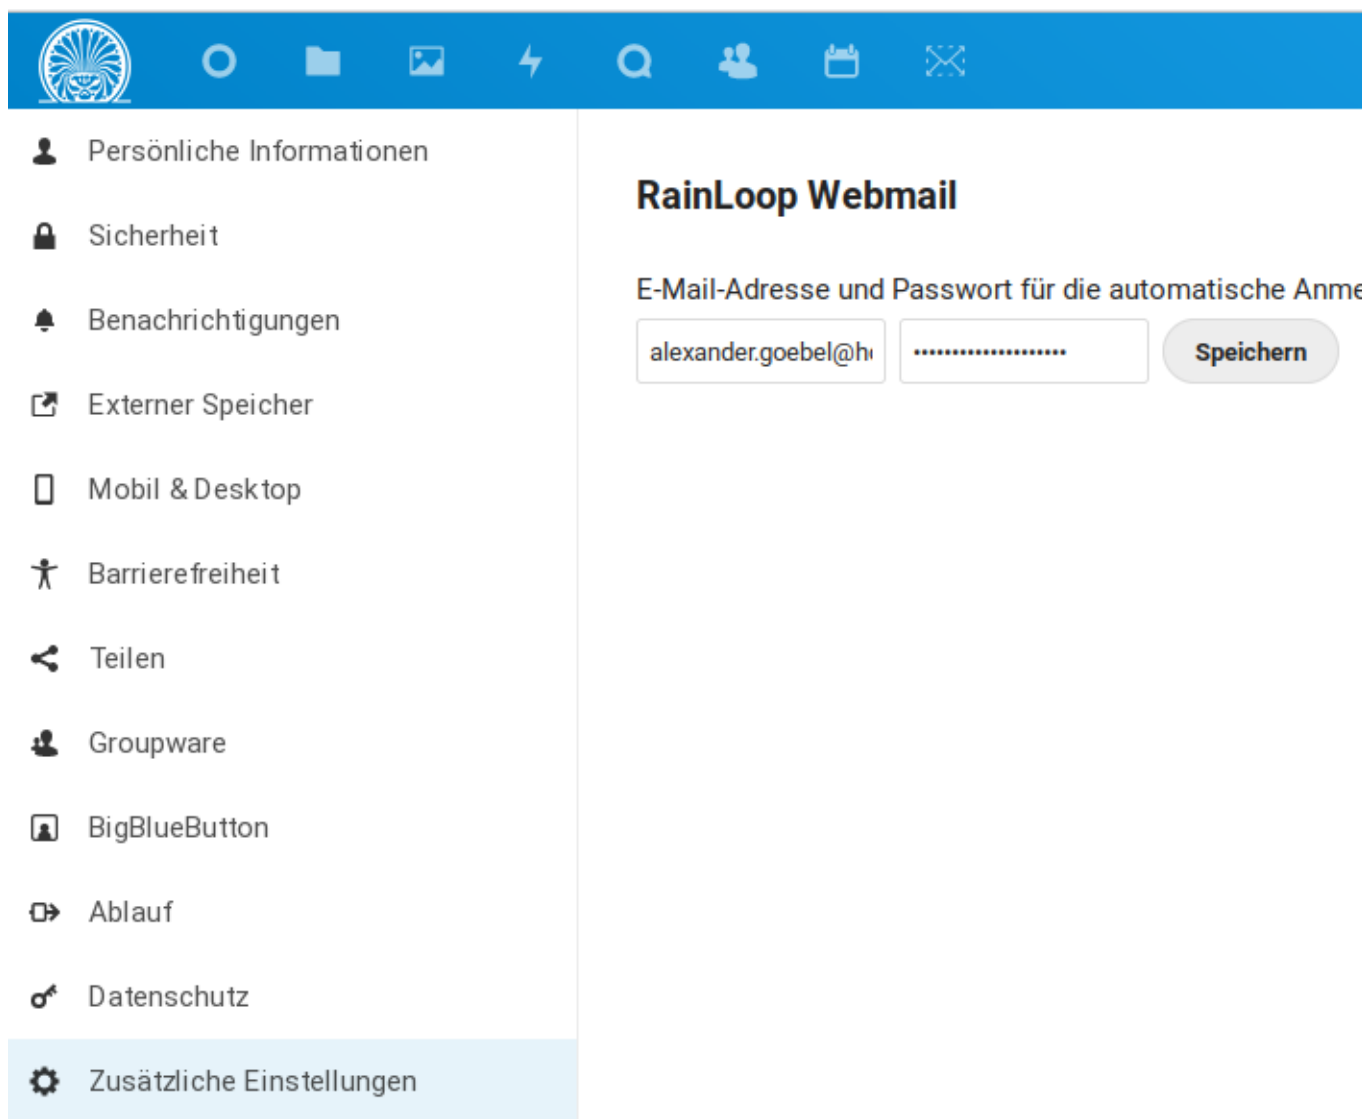 Persönliche Informationen
Sicherheit
Benachrichtigungen
Externer Speicher
Mobil & Desktop
Barrierefreiheit
Teilen
Groupware
BigBlueButton
Ablauf
Datenschutz
Zusätzliche Einstellungen
RainLoop Webmail
E-Mail-Adresse und Passwort für die automatische Anme
alexander.goebel@h
Speichern